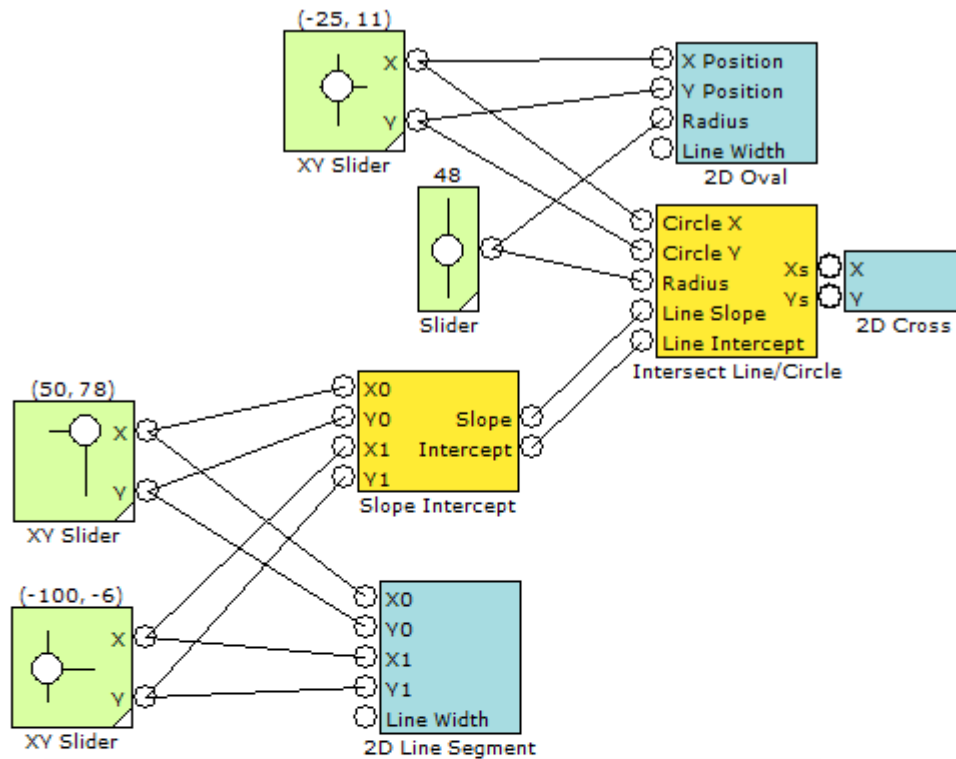 (-25, 11)
X
Y
XY Slider
X Position
Y Position
Radius
Line Width
2D Oval
48
Slider
Circle X
Circle Y
Radius
Line Slope
Line Intercept
Xs
Ys
Intersect Line/Circle
X
Y
2D Cross
(50, 78)
X
Y
XY Slider
X0
Y0
X1
Y1
Slope
Intercept
Slope Intercept
(-100, -6)
X
Y
XY Slider
X0
Y0
X1
Y1
Line Width
2D Line Segment